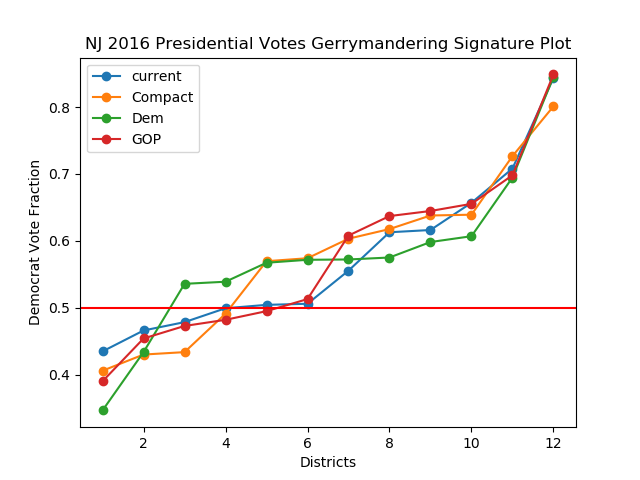 NJ 2016 Presidential Votes Gerrymandering Signature Plot
current
Compact
Dem
GOP
Democrat Vote Fraction
0.8
0.7
0.6
0.5
0.4
2 4 6 8 10 12
Districts